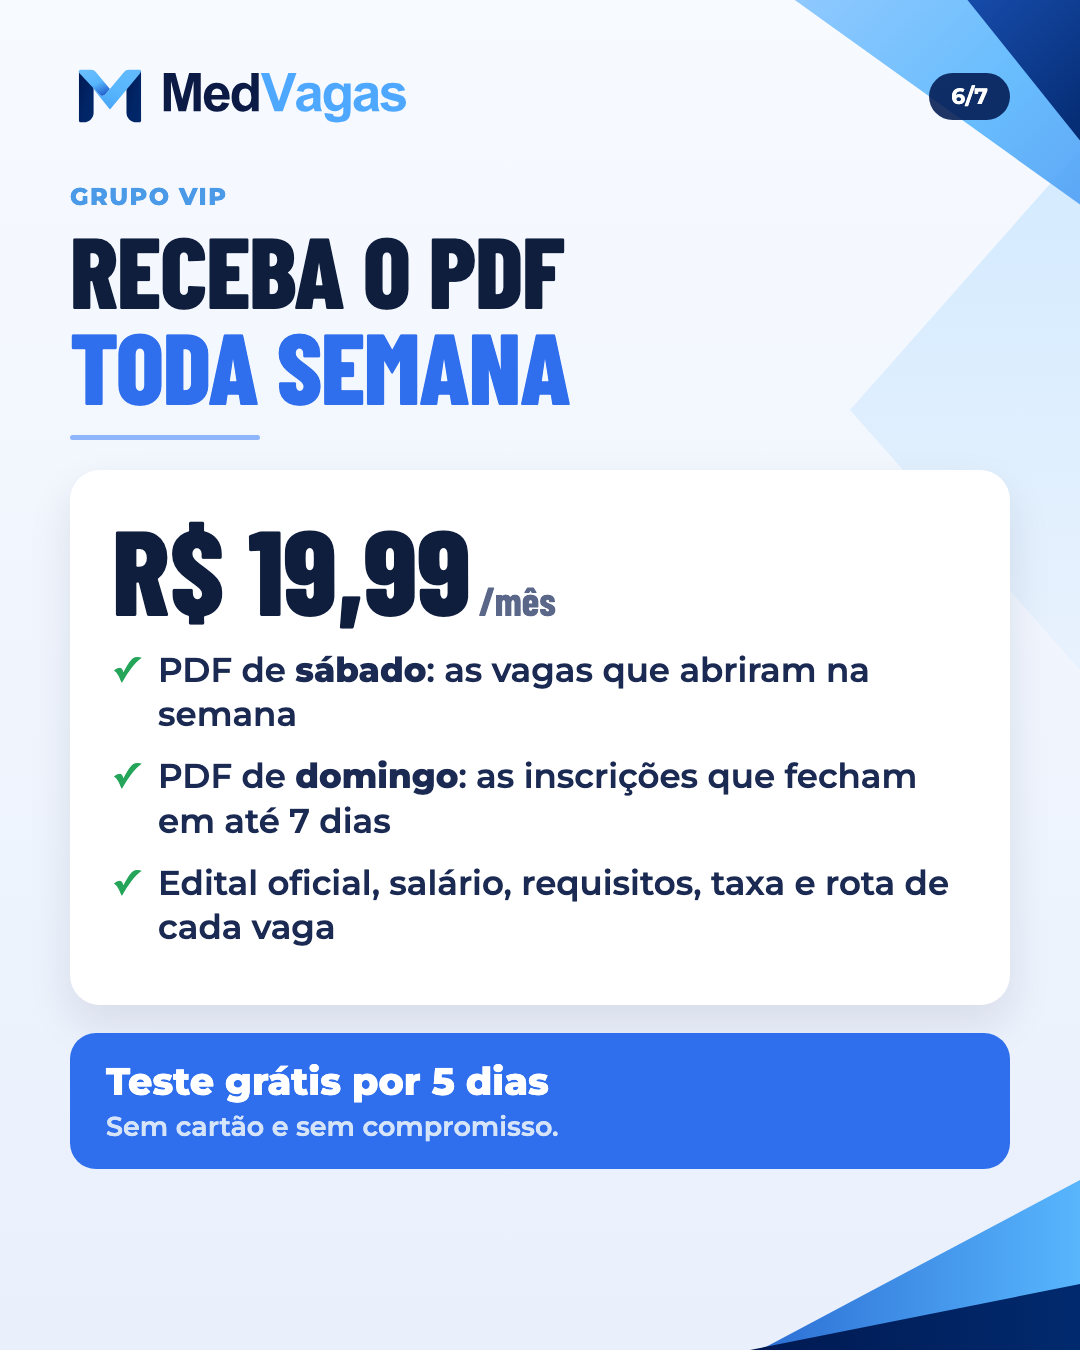 MedVagas
6/7
GRUPO VIP
RECEBA O PDF
TODA SEMANA
R$ 19,99 /mês
✓ PDF de sábado: as vagas que abriram na
semana
✓ PDF de domingo: as inscrições que fecham
em até 7 dias
✓ Edital oficial, salário, requisitos, taxa e rota de
cada vaga
Teste grátis por 5 dias
Sem cartão e sem compromisso.